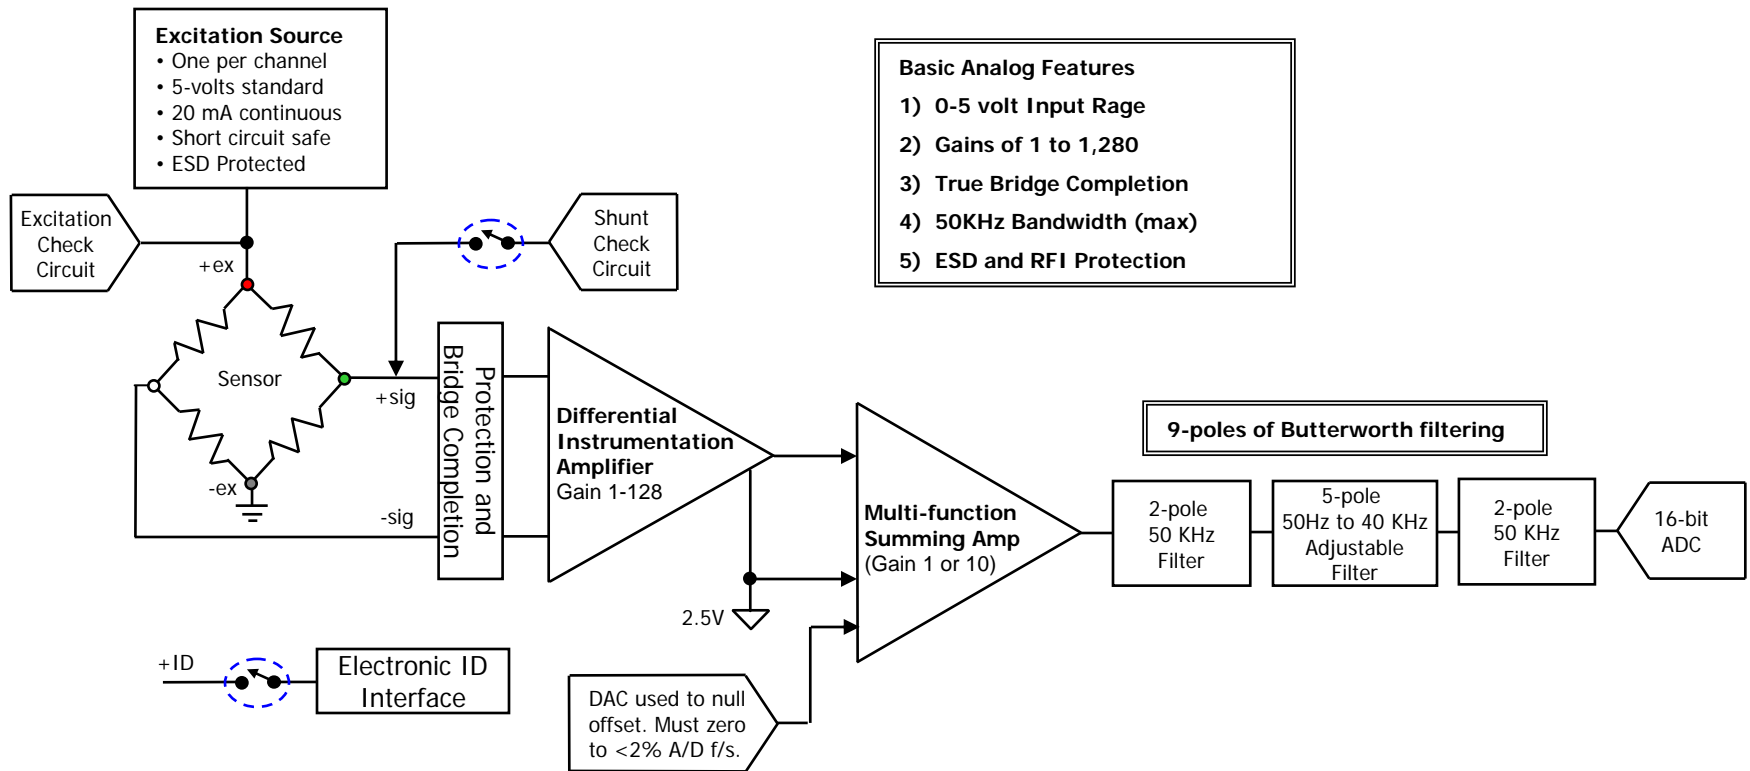 Excitation Source
• One per channel
• 5-volts standard
• 20 mA continuous
• Short circuit safe
• ESD Protected
Basic Analog Features
1) 0-5 volt Input Rage
2) Gains of 1 to 1,280
3) True Bridge Completion
4) 50KHz Bandwidth (max)
5) ESD and RFI Protection
Excitation
Check
Circuit
Shunt
Check
Circuit
+ex
Sensor
+sig
-ex
-sig
Protection and
Bridge Completion
Differential
Instrumentation
Amplifier
Gain 1-128
2.5V
Multi-function
Summing Amp
(Gain 1 or 10)
9-poles of Butterworth filtering
2-pole
50 KHz
Filter
5-pole
50Hz to 40 KHz
Adjustable
Filter
2-pole
50 KHz
Filter
16-bit
ADC
+ID
Electronic ID
Interface
DAC used to null
offset. Must zero
to <2% A/D f/s.